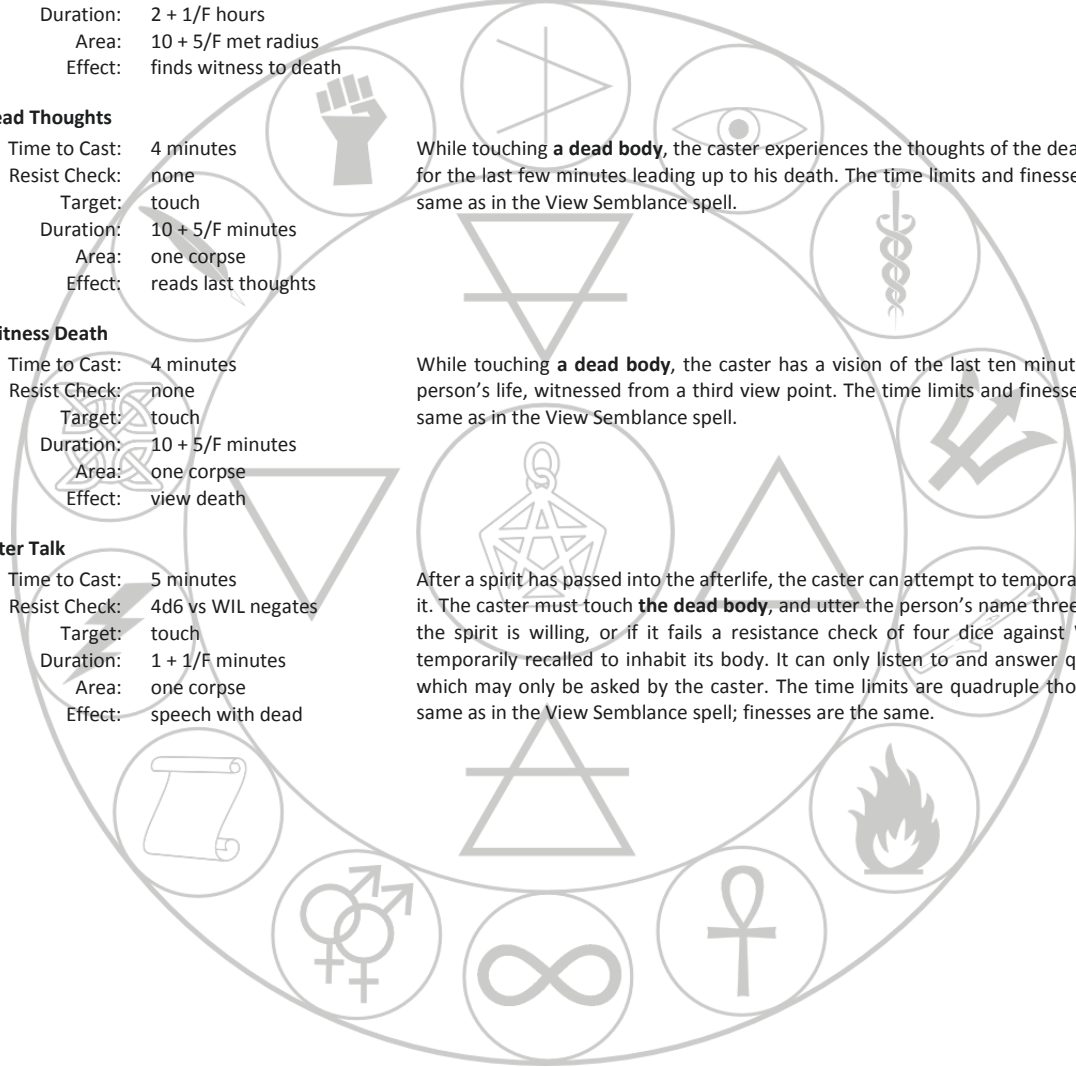 Duration: 2 + 1/F hours
Area: 10 + 5/F met radius
Effect: finds witness to death
ead Thoughts
Time to Cast: 4 minutes
Resist Check: none
Target: touch
Duration: 10 + 5/F minutes
Area: one corpse
Effect: reads last thoughts
While touching a dead body, the caster experiences the thoughts of the dea
for the last few minutes leading up to his death. The time limits and finesse
same as in the View Semblance spell.
itness Death
Time to Cast: 4 minutes
Resist Check: none
Target: touch
Duration: 10 + 5/F minutes
Area: one corpse
Effect: view death
While touching a dead body, the caster has a vision of the last ten minut
person’s life, witnessed from a third view point. The time limits and finesse
same as in the View Semblance spell.
ter Talk
Time to Cast: 5 minutes
Resist Check: 4d6 vs WIL negates
Target: touch
Duration: 1 + 1/F minutes
Area: one corpse
Effect: speech with dead
After a spirit has passed into the afterlife, the caster can attempt to tempora
it. The caster must touch the dead body, and utter the person’s name three
the spirit is willing, or if it fails a resistance check of four dice against
temporarily recalled to inhabit its body. It can only listen to and answer q
which may only be asked by the caster. The time limits are quadruple tho
same as in the View Semblance spell; finesses are the same.